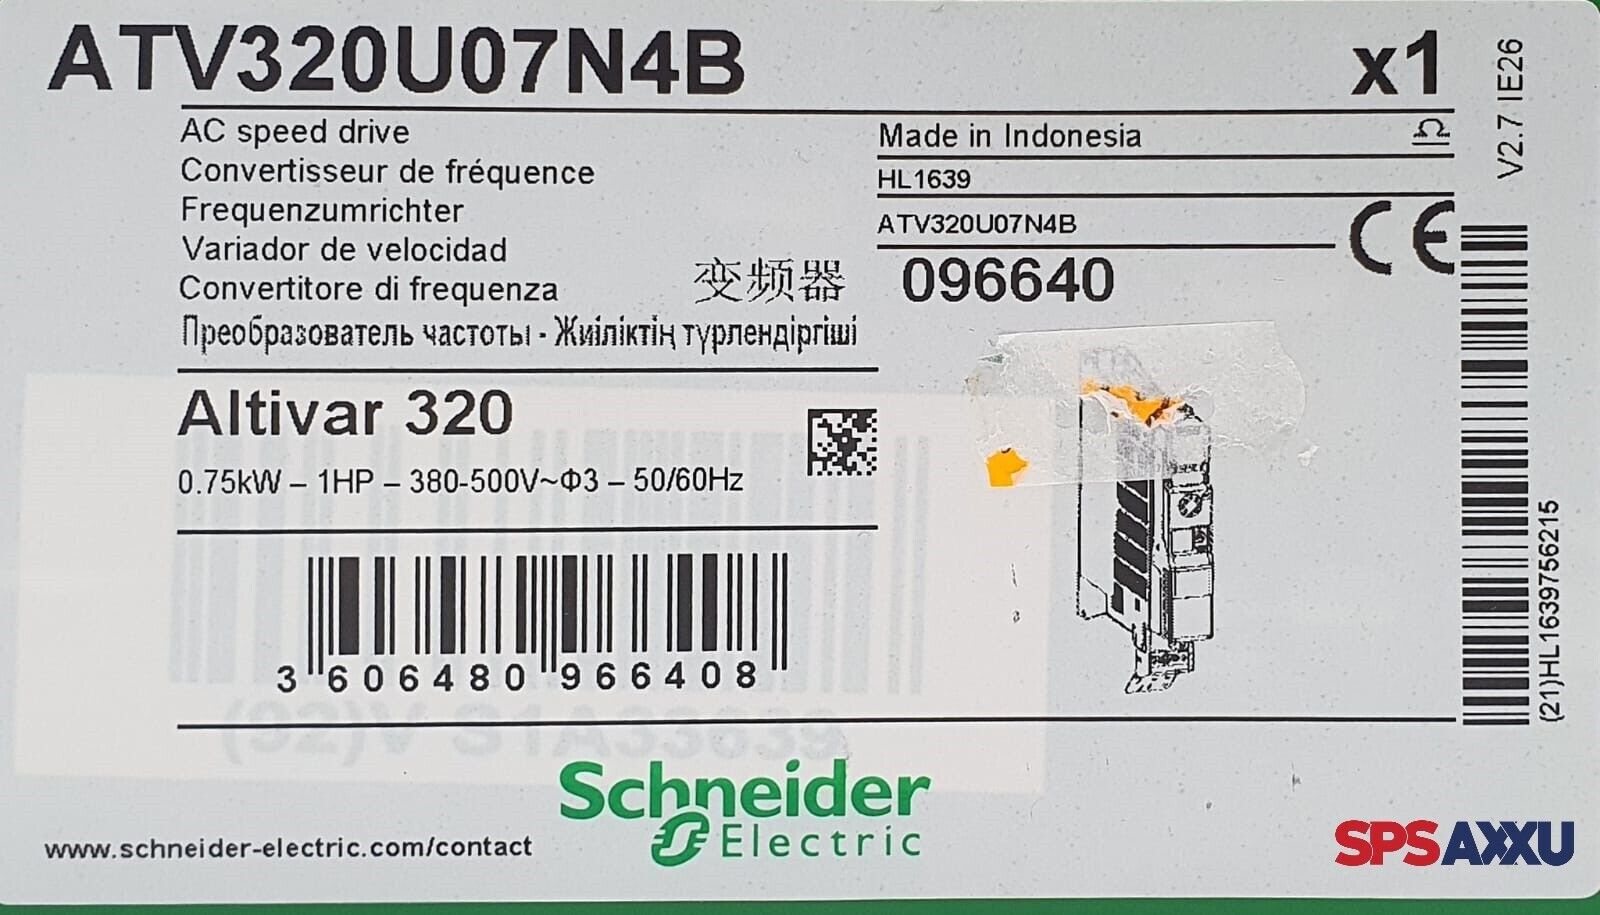 ATV320U07N4B
x1
AC speed drive
Convertisseur de fréquence
Frequenzumrichter
Variador de velocidad
Convertitore di frequenza
变频器
Преобразователь частоты - Жиіліктің түрлендіргіші
Made in Indonesia
HL1639
ATV320U07N4B
096640
CE
V2.7 IE26
Altivar 320
0.75kW – 1HP – 380-500V~Φ3 – 50/60Hz
3 606480 966408
(21)HL1639756215
(92)V S1A33639
Schneider
Electric
www.schneider-electric.com/contact
SPSAXXU